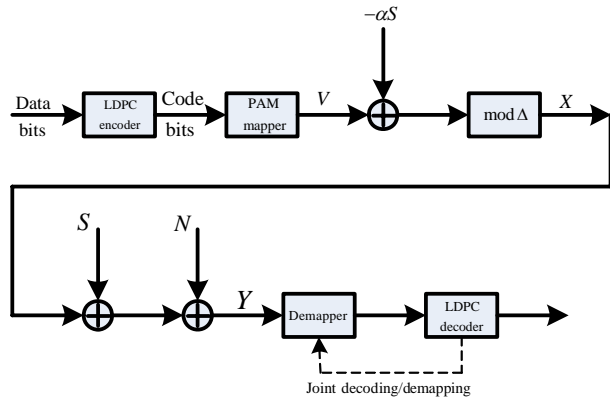 −αS
Data
bits
LDPC
encoder
Code
bits
PAM
mapper
V
mod Δ
X
S
N
Y
Demapper
LDPC
decoder
Joint decoding/demapping